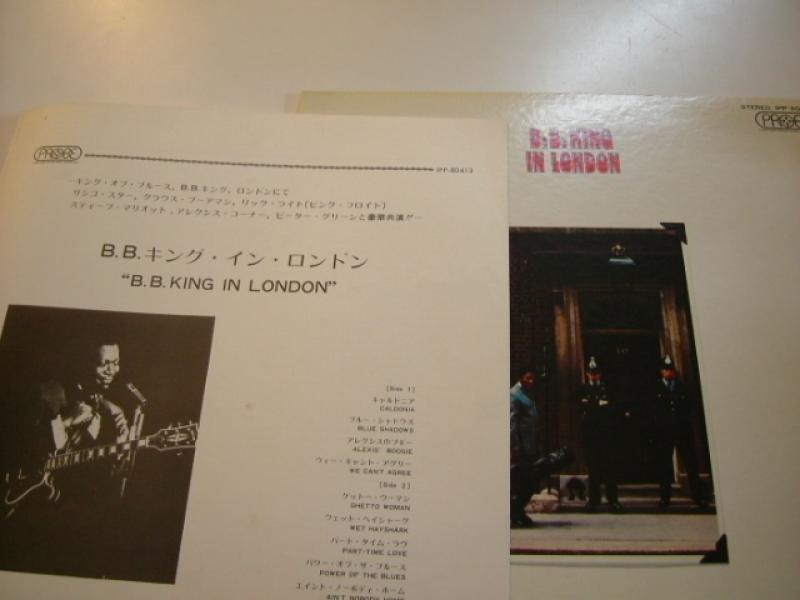 PROBE
IPP-80413
—キング・オブ・ブルース，B.B.キング，ロンドンにて
リンゴ・スター，クラウス・ブーアマン，リック・ライト(ピンク・フロイド)
スティーブ・マリオット，アレクシス・コーナー，ピーター・グリーンと豪華共演が—
B.B.キング・イン・ロンドン
“B.B. KING IN LONDON”
[Side 1]
キャルドニア
CALDONIA
ブルー・シャドウズ
BLUE SHADOWS
アレクシスのブギー
ALEXIS' BOOGIE
ウィー・キャント・アグリー
WE CAN'T AGREE
[Side 2]
ゲットー・ウーマン
GHETTO WOMAN
ウェット・ヘイシャーク
WET HAYSHARK
パート・タイム・ラヴ
PART-TIME LOVE
パワー・オブ・ザ・ブルース
POWER OF THE BLUES
エイント・ノーボディ・ホーム
AIN'T NOBODY HOME
STEREO IPP-80
PROBE
B.B. KING
IN LONDON